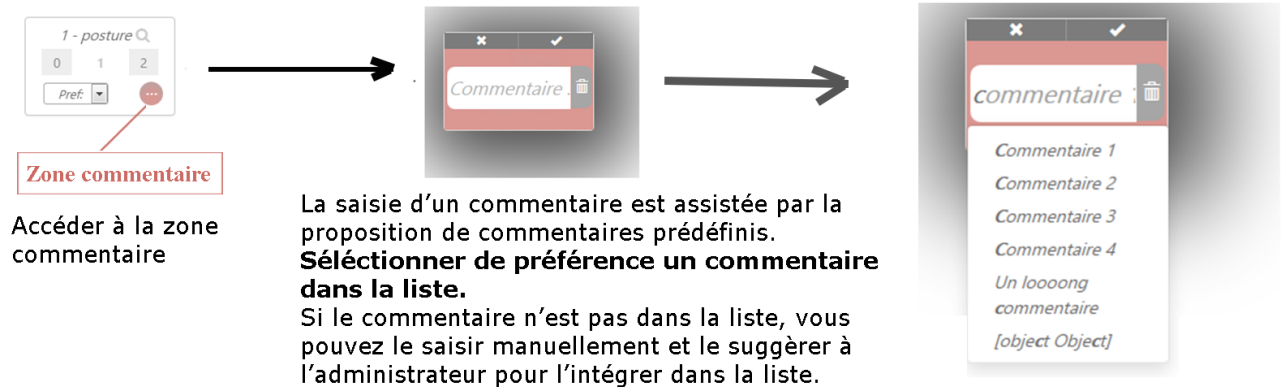 1 - posture
0 1 2
Pref:
Zone commentaire
Accéder à la zone
commentaire
Commentaire .
La saisie d’un commentaire est assistée par la
proposition de commentaires prédéfinis.
Séléctionner de préférence un commentaire
dans la liste.
Si le commentaire n’est pas dans la liste, vous
pouvez le saisir manuellement et le suggèrer à
l’administrateur pour l’intégrer dans la liste.
commentaire
Commentaire 1
Commentaire 2
Commentaire 3
Commentaire 4
Un loooong
commentaire
[object Object]